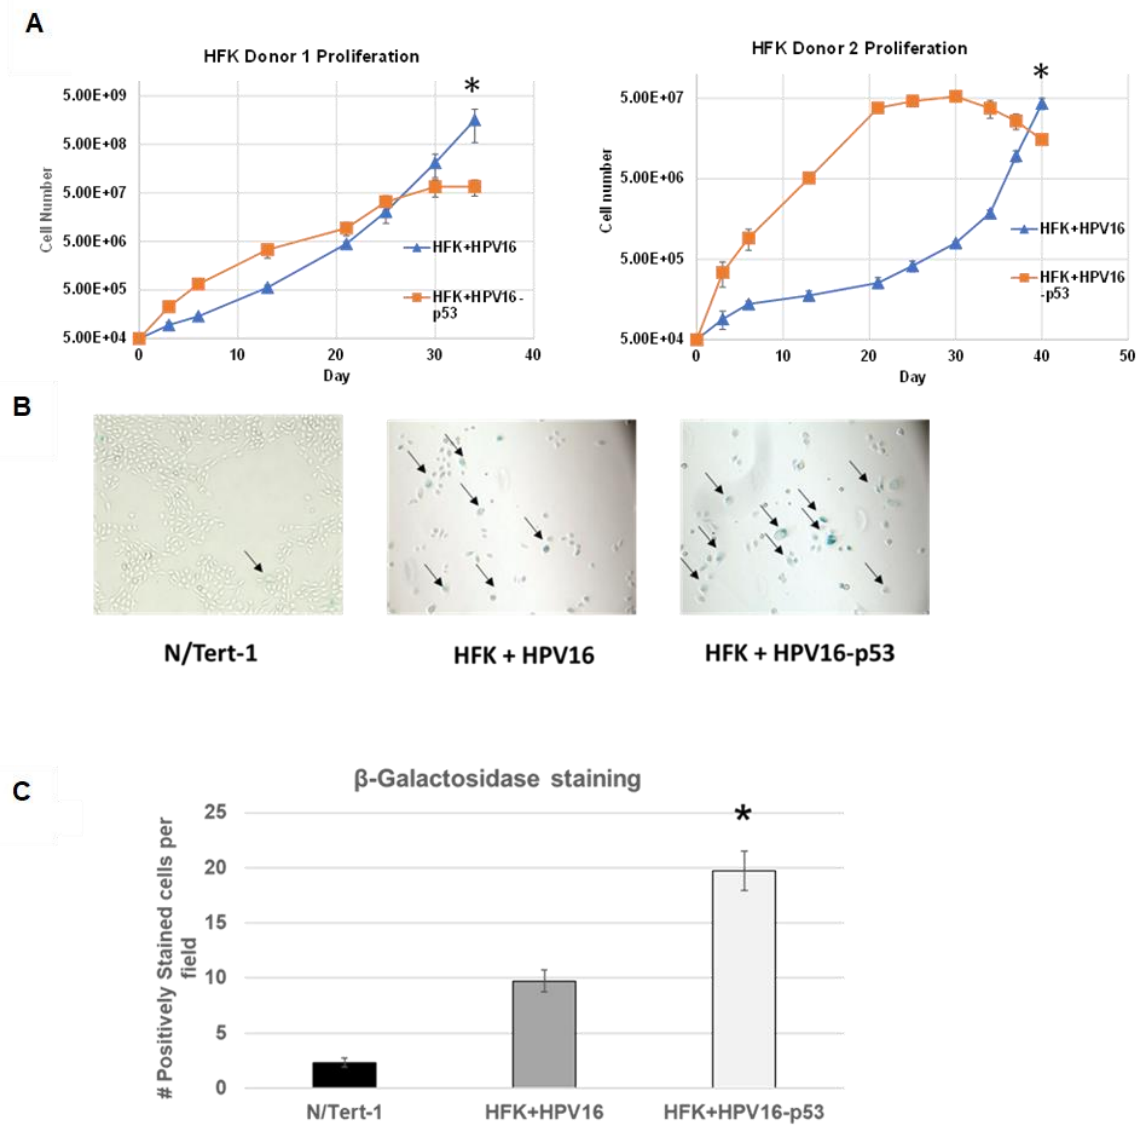 A
HFK Donor 1 Proliferation
*
5.00E+09
5.00E+08
5.00E+07
5.00E+06
5.00E+05
5.00E+04
Cell Number
0 10 20 30 40
Day
HFK+HPV16
HFK+HPV16-
p53
HFK Donor 2 Proliferation
*
5.00E+07
5.00E+06
5.00E+05
5.00E+04
Cell number
0 10 20 30 40 50
Day
HFK+HPV16
HFK+HPV16
-p53
B
N/Tert-1
HFK + HPV16
HFK + HPV16-p53
C
β-Galactosidase staining
*
# Positively Stained cells per
field
25
20
15
10
5
0
N/Tert-1
HFK+HPV16
HFK+HPV16-p53